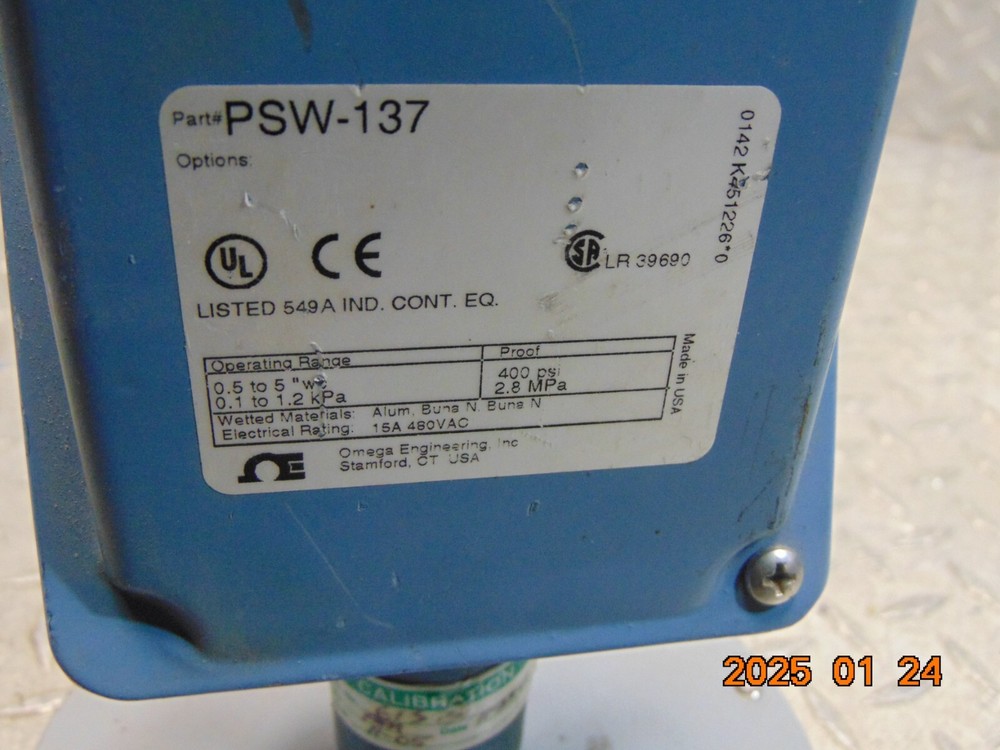 Part# PSW-137
Options:
0142 K451226*0
UL
CE
SA LR 39690
LISTED 549A IND. CONT. EQ.
Operating Range Proof
0.5 to 5 "wc 400 psi
0.1 to 1.2 kPa 2.8 MPa
Wetted Materials: Alum, Buna N, Buna N
Electrical Rating: 15A 480VAC
Made in USA
Omega Engineering, Inc
Stamford, CT USA
CALIBRATION
2025 01 24